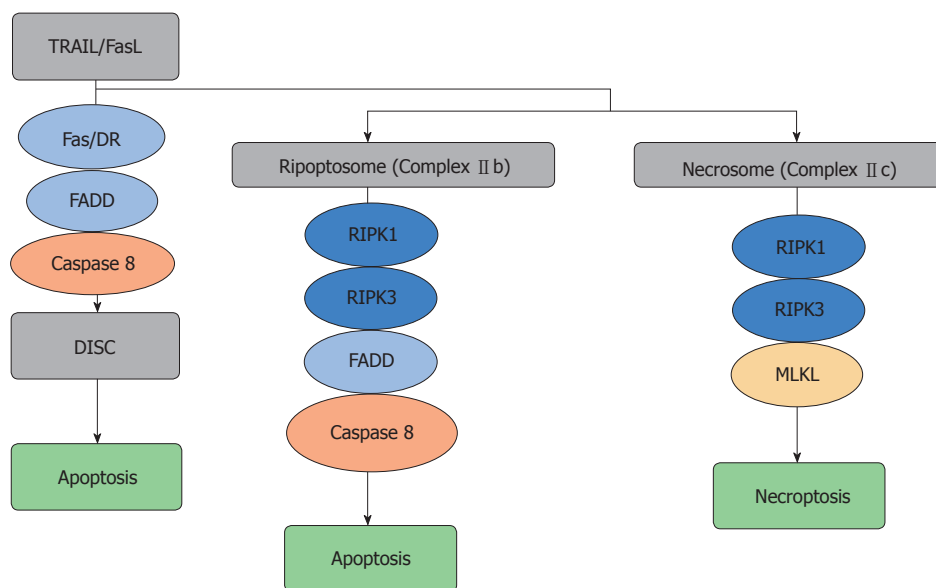 TRAIL/FasL
Fas/DR
FADD
Caspase 8
DISC
Apoptosis
Ripoptosome (Complex Ⅱb)
RIPK1
RIPK3
FADD
Caspase 8
Apoptosis
Necrosome (Complex Ⅱc)
RIPK1
RIPK3
MLKL
Necroptosis